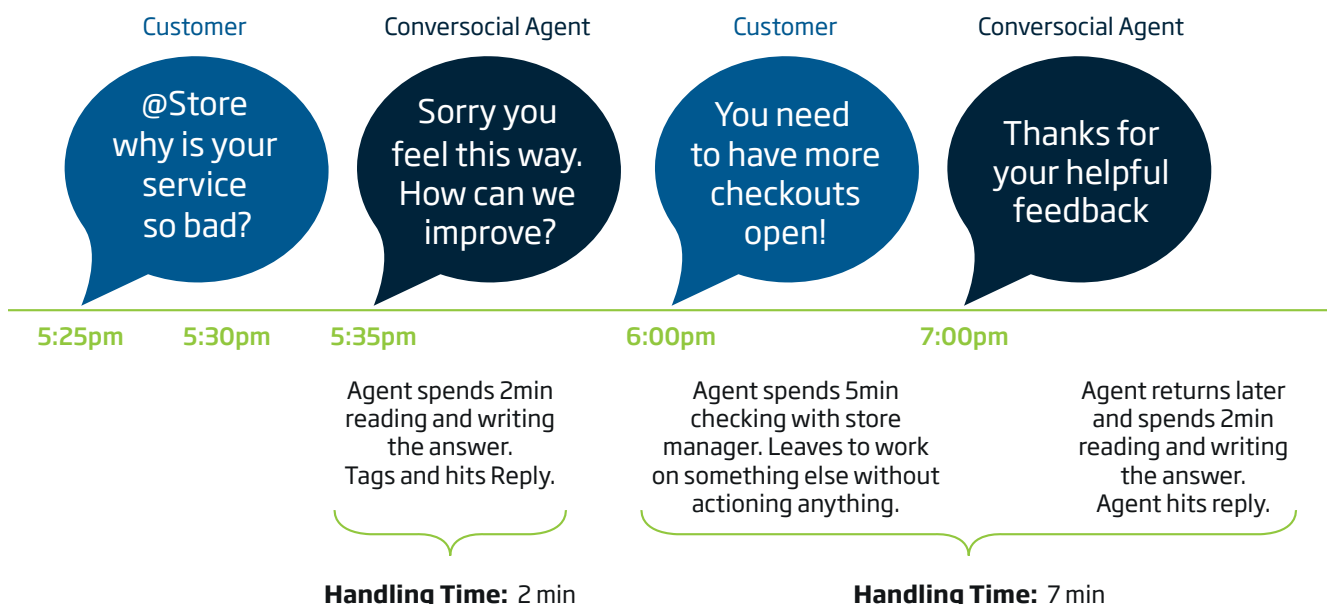 Customer
Conversocial Agent
Customer
Conversocial Agent
@Store
why is your
service
so bad?
Sorry you
feel this way.
How can we
improve?
You need
to have more
checkouts
open!
Thanks for
your helpful
feedback
5:25pm
5:30pm
5:35pm
6:00pm
7:00pm
Agent spends 2min
reading and writing
the answer.
Tags and hits Reply.
Agent spends 5min
checking with store
manager. Leaves to work
on something else without
actioning anything.
Agent returns later
and spends 2min
reading and writing
the answer.
Agent hits reply.
Handling Time: 2 min
Handling Time: 7 min